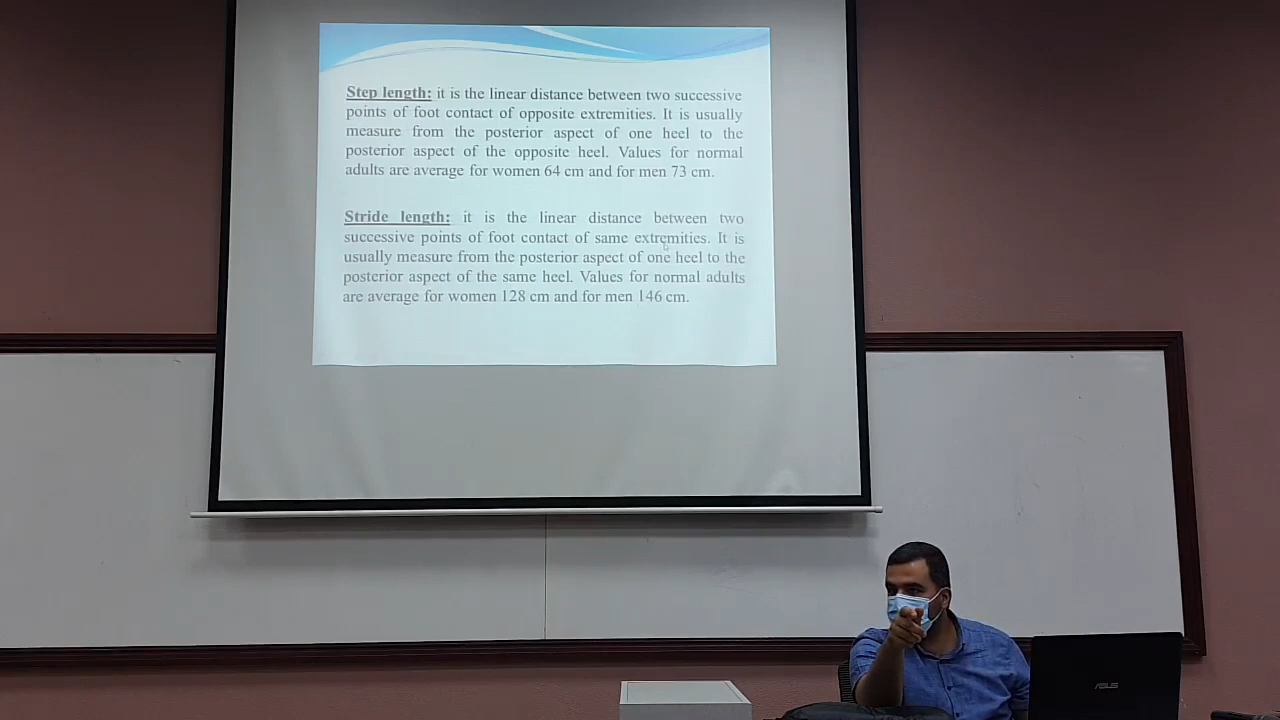 Step length: it is the linear distance between two successive
points of foot contact of opposite extremities. It is usually
measure from the posterior aspect of one heel to the
posterior aspect of the opposite heel. Values for normal
adults are average for women 64 cm and for men 73 cm.
Stride length: it is the linear distance between two
successive points of foot contact of same extremities. It is
usually measure from the posterior aspect of one heel to the
posterior aspect of the same heel. Values for normal adults
are average for women 128 cm and for men 146 cm.
ASUS